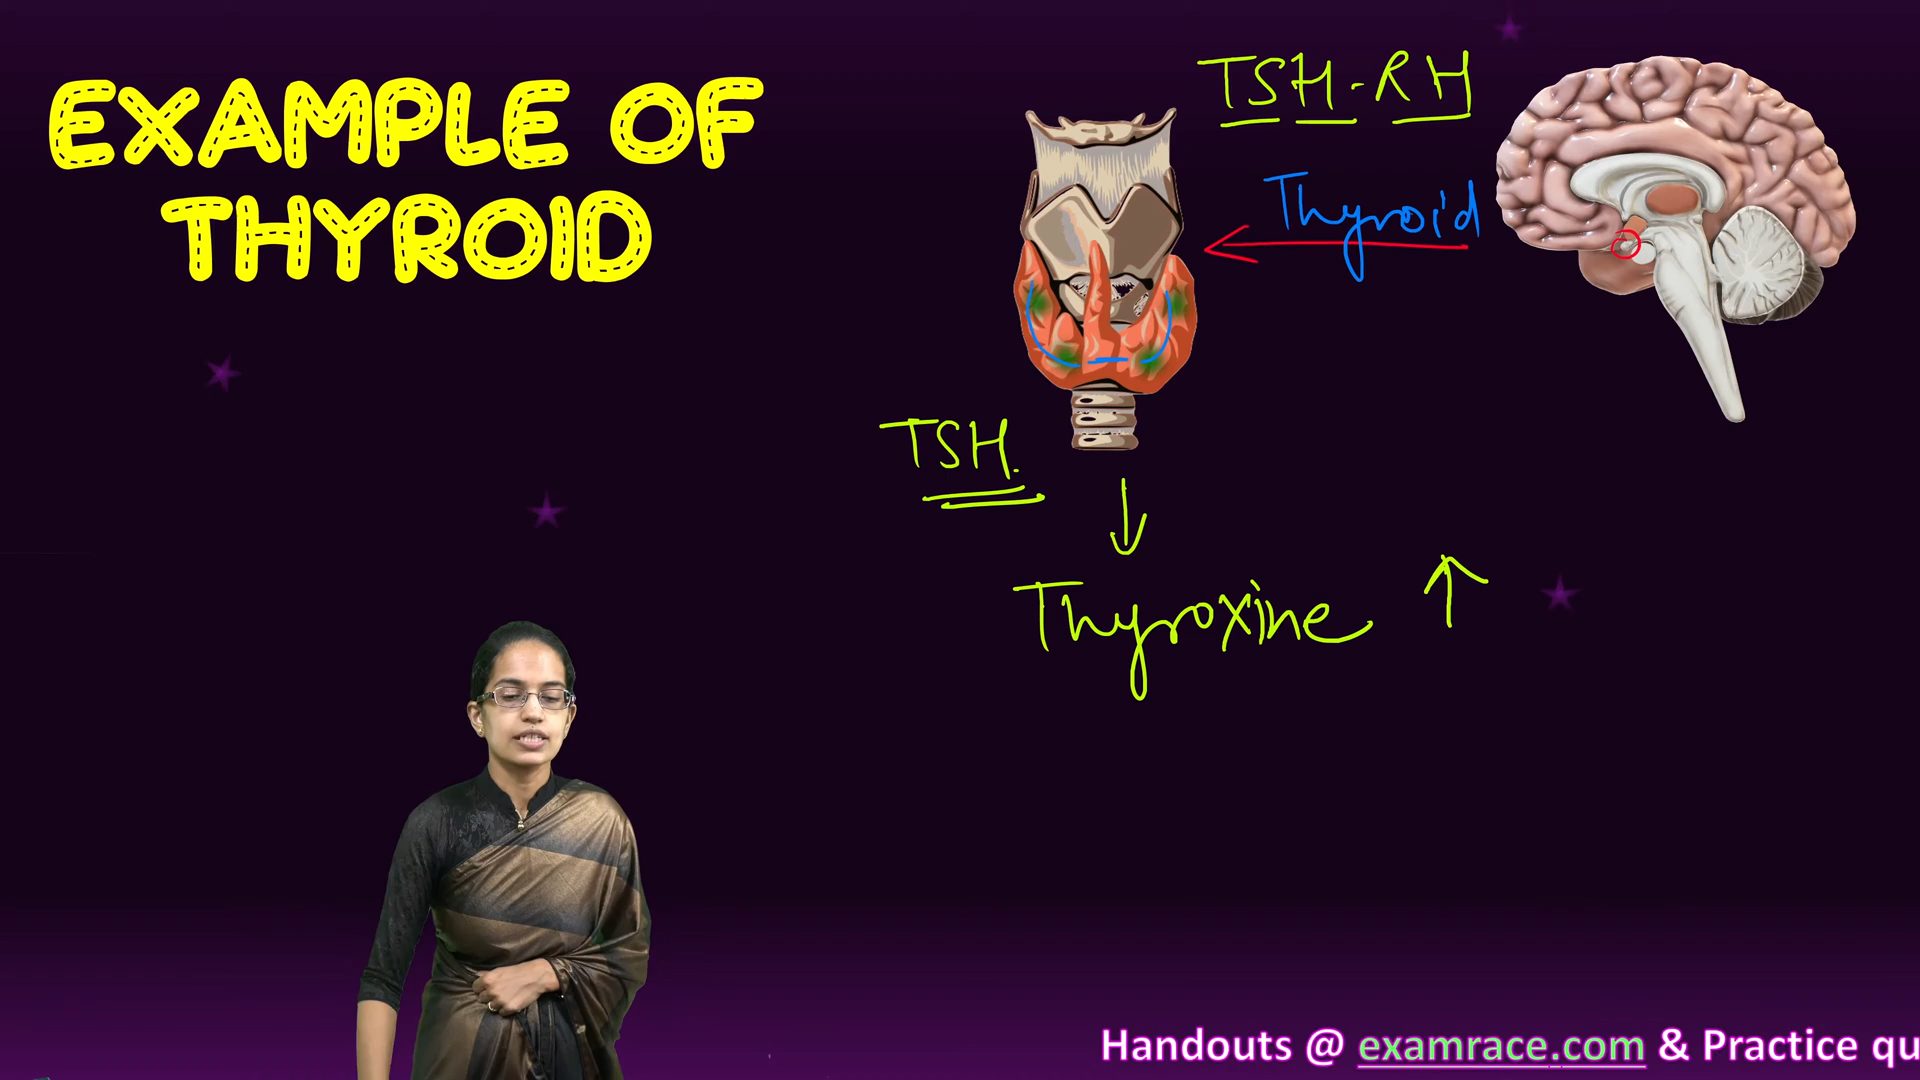 EXAMPLE OF
THYROID
TSH-RH
Thyroid
TSH.
Thyroxine ↑
Handouts @ examrace.com & Practice qu